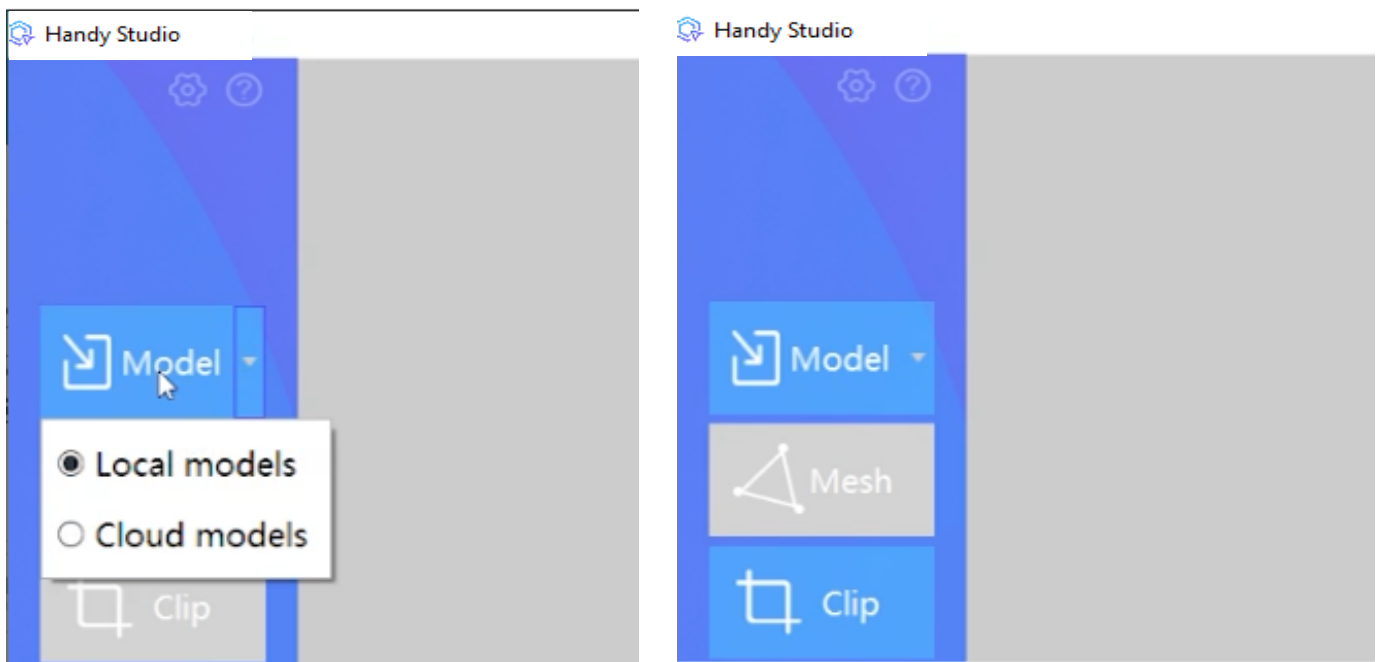 Handy Studio
Model
Local models
Cloud models
Clip
Handy Studio
Model
Mesh
Clip